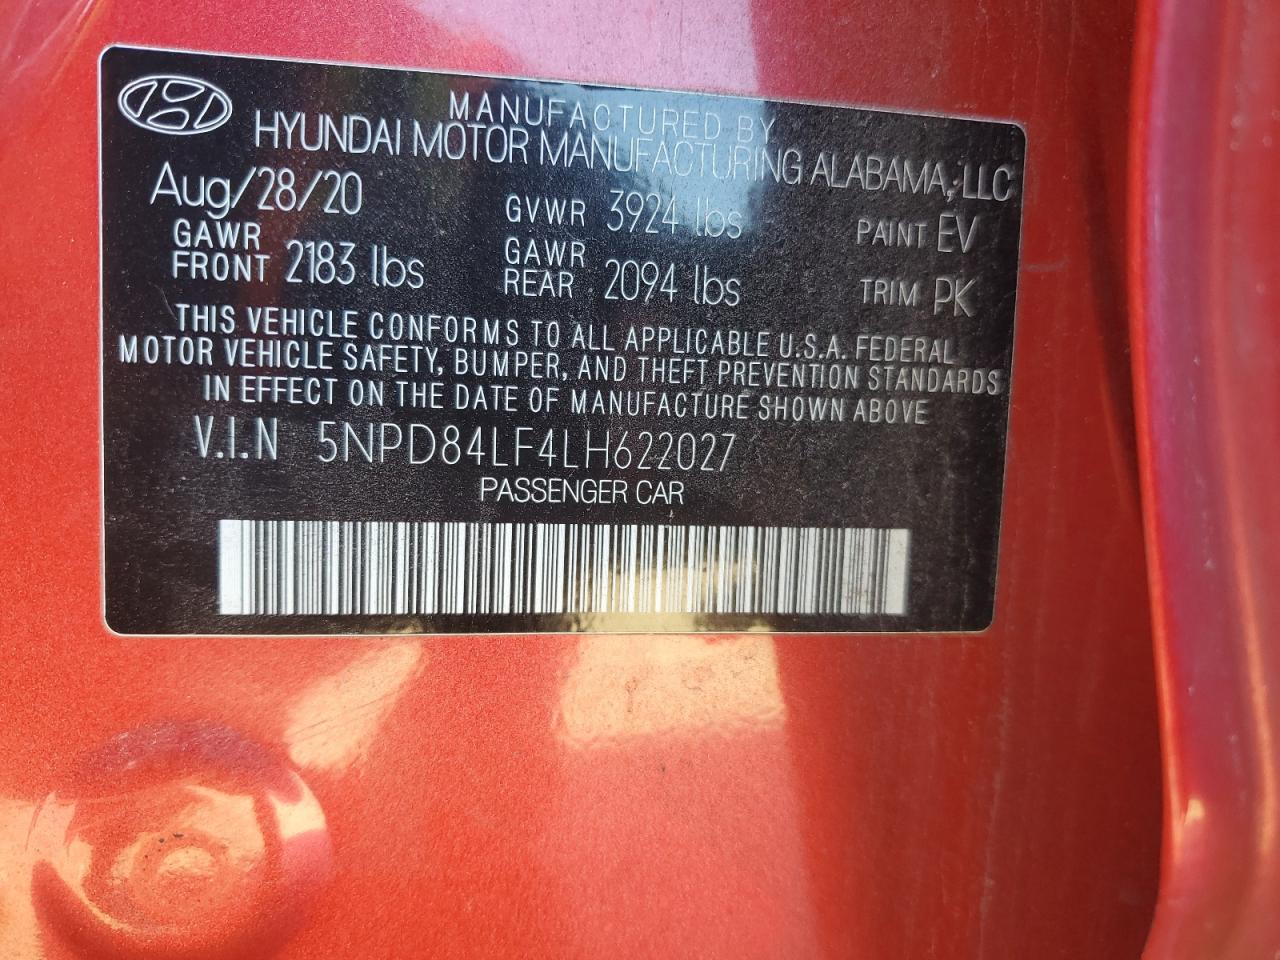 MANUFACTURED BY
HYUNDAI MOTOR MANUFACTURING ALABAMA, LLC
Aug/28/20 GVWR 3924 lbs PAINT EV
GAWR FRONT 2183 lbs GAWR REAR 2094 lbs TRIM PK
THIS VEHICLE CONFORMS TO ALL APPLICABLE U.S.A. FEDERAL
MOTOR VEHICLE SAFETY, BUMPER, AND THEFT PREVENTION STANDARDS
IN EFFECT ON THE DATE OF MANUFACTURE SHOWN ABOVE
V.I.N 5NPD84LF4LH622027
PASSENGER CAR